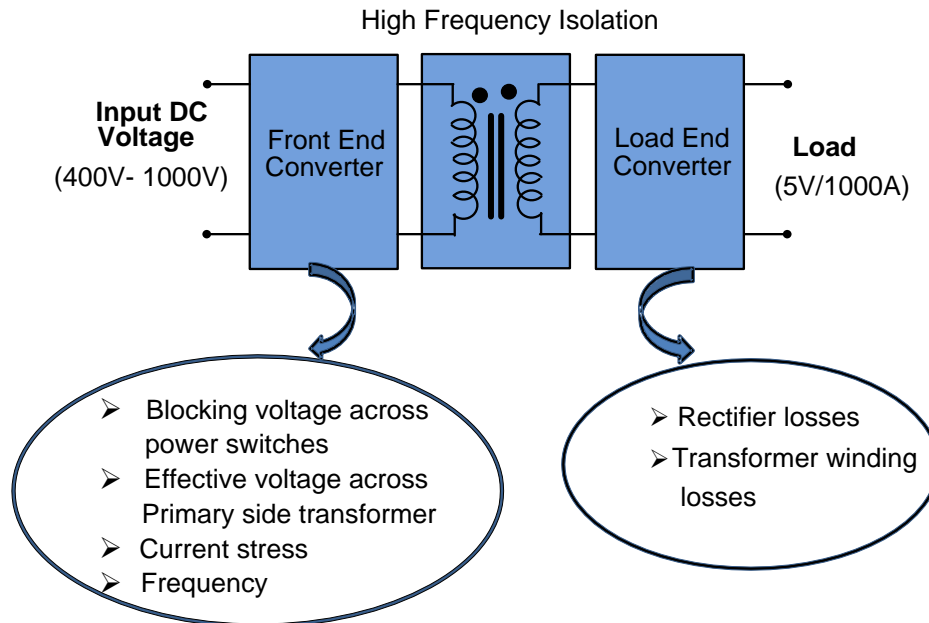 High Frequency Isolation
Input DC
Voltage
(400V- 1000V)
Front End
Converter
Load End
Converter
Load
(5V/1000A)
➢ Blocking voltage across
power switches
➢ Effective voltage across
Primary side transformer
➢ Current stress
➢ Frequency
➢ Rectifier losses
➢ Transformer winding
losses